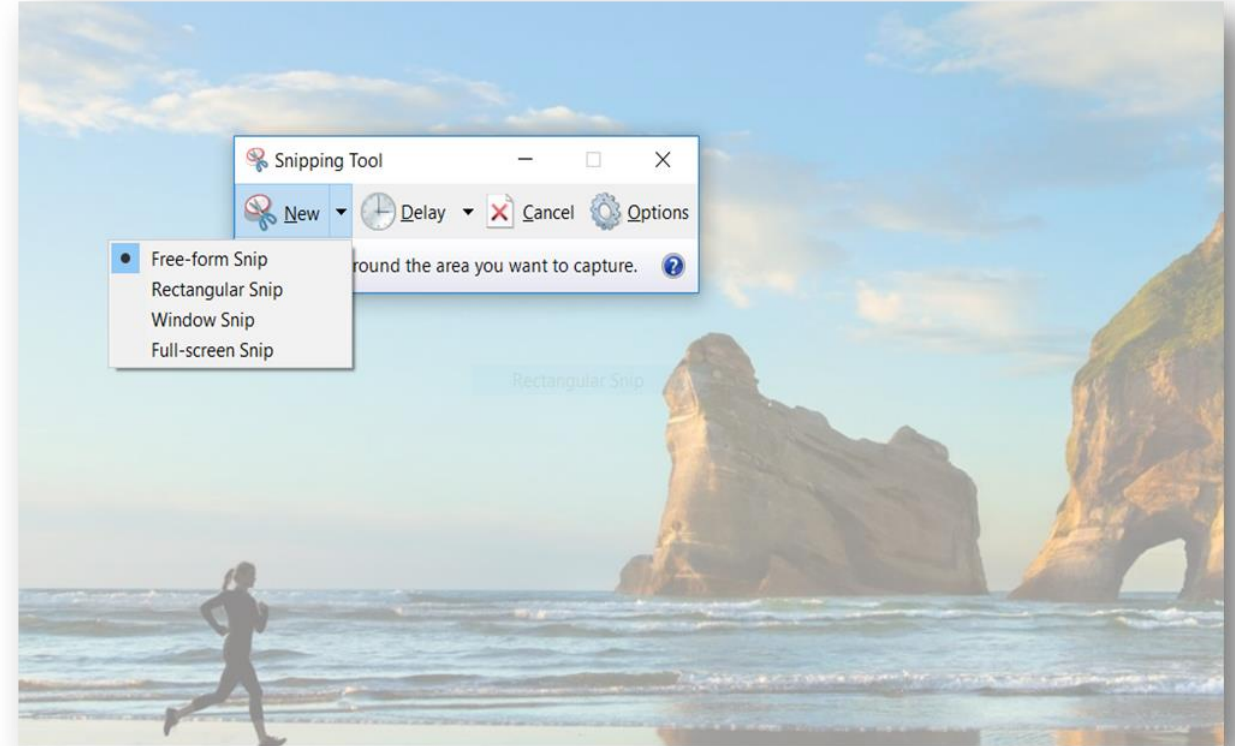 Snipping Tool
New Delay Cancel Options
Free-form Snip
round the area you want to capture.
Rectangular Snip
Window Snip
Full-screen Snip
Rectangular Snip